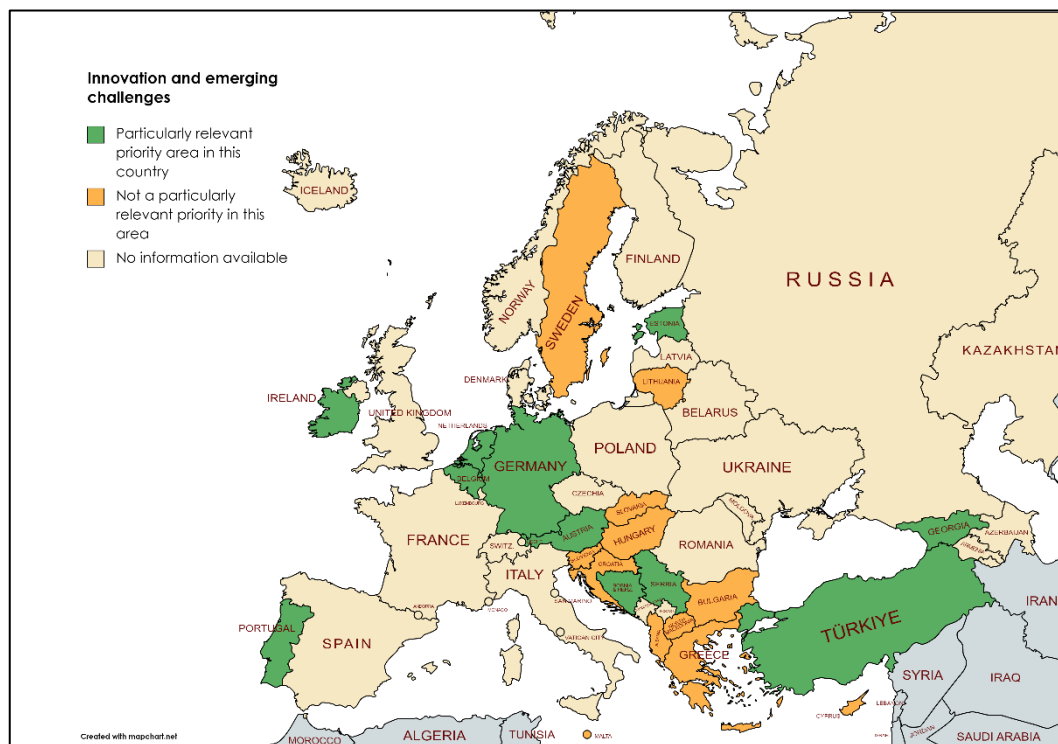 Innovation and emerging
challenges
Particularly relevant
priority area in this
country
Not a particularly
relevant priority in this
area
No information available
ICELAND
NORWAY
SWEDEN
FINLAND
RUSSIA
ESTONIA
LATVIA
LITHUANIA
KAZAKHSTAN
DENMARK
IRELAND
UNITED KINGDOM
NETHERLANDS
BELARUS
POLAND
GERMANY
BELGIUM
LUXEMBOURG
UKRAINE
CZECHIA
SLOVAKIA
MOLDOVA
FRANCE
SWITZ.
AUSTRIA
HUNGARY
ROMANIA
SLOVENIA
CROATIA
ITALY
SAN MARINO
BOSNIA
SERBIA
BULGARIA
GEORGIA
AZERBAIJAN
ARMENIA
ANDORRA
MONACO
PORTUGAL
SPAIN
VATICAN CITY
GREECE
TÜRKIYE
IRAN
SYRIA
IRAQ
CYPRUS
LEBANON
JORDAN
SAUDI ARABIA
MALTA
MOROCCO
ALGERIA
TUNISIA
Created with mapchart.net